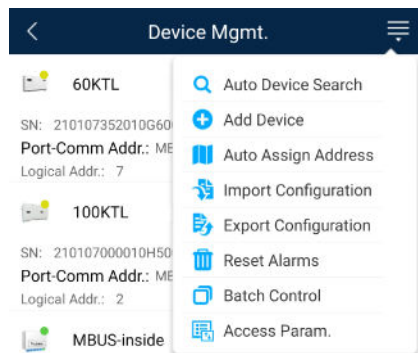 Device Mgmt.
60KTL
SN: 210107352010G60
Port-Comm Addr.: ME
Logical Addr.: 7
100KTL
SN: 210107000010H50
Port-Comm Addr.: ME
Logical Addr.: 2
MBUS-inside
Auto Device Search
Add Device
Auto Assign Address
Import Configuration
Export Configuration
Reset Alarms
Batch Control
Access Param.